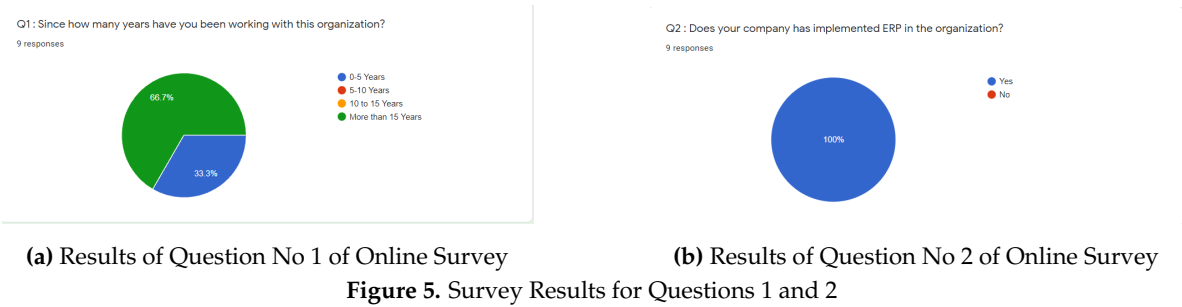 Q1 : Since how many years have you been working with this organization?
9 responses
66.7%
33.3%
0-5 Years
5-10 Years
10 to 15 Years
More than 15 Years
(a) Results of Question No 1 of Online Survey
Q2 : Does your company has implemented ERP in the organization?
9 responses
100%
Yes
No
(b) Results of Question No 2 of Online Survey
Figure 5. Survey Results for Questions 1 and 2